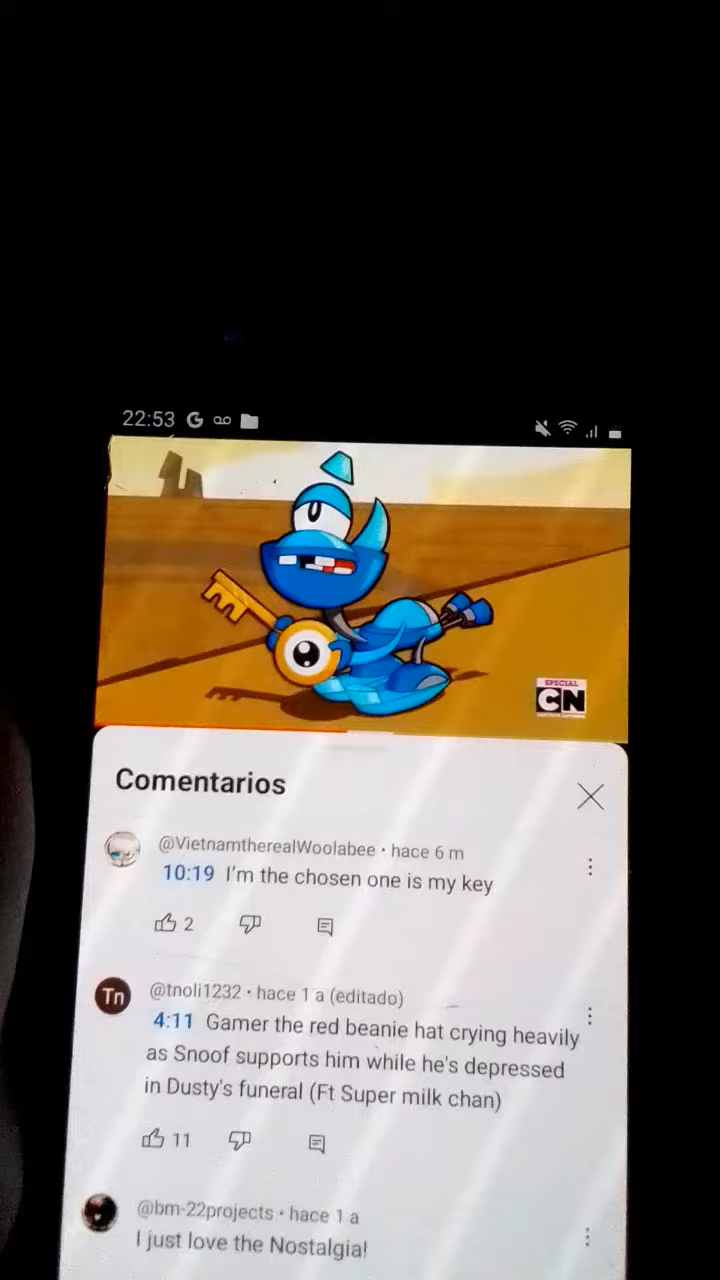 22:53
SPECIAL
CN
Comentarios
@VietnamtherealWoolabee • hace 6 m
10:19 I'm the chosen one is my key
2
Tn
@tnoli1232 • hace 1 a (editado)
4:11 Gamer the red beanie hat crying heavily
as Snoof supports him while he's depressed
in Dusty's funeral (Ft Super milk chan)
11
@bm-22projects • hace 1 a
I just love the Nostalgia!